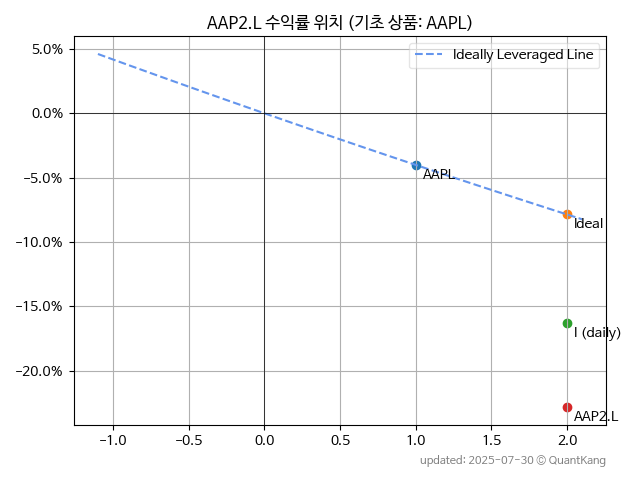 AAP2.L 수익률 위치 (기초 상품: AAPL)
5.0%
Ideally Leveraged Line
0.0%
AAPL
−5.0%
Ideal
−10.0%
−15.0%
I (daily)
−20.0%
AAP2.L
−1.0 −0.5 0.0 0.5 1.0 1.5 2.0
updated: 2025-07-30 © QuantKang